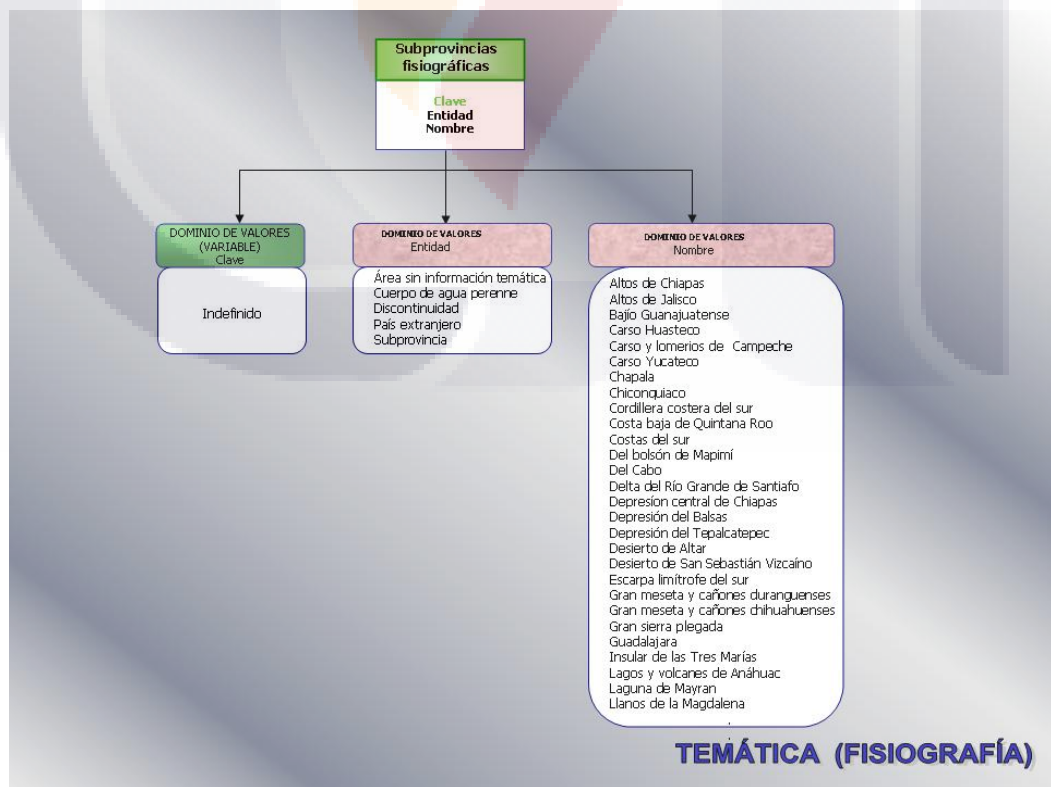 Subprovincias
fisiográficas
Clave
Entidad
Nombre
DOMINIO DE VALORES
(VARIABLE)
Clave
Indefinido
DOMINIO DE VALORES
Entidad
Área sin información temática
Cuerpo de agua perenne
Discontinuidad
País extranjero
Subprovincia
DOMINIO DE VALORES
Nombre
Altos de Chiapas
Altos de Jalisco
Bajío Guanajuatense
Carso Huasteco
Carso y lomerios de Campeche
Carso Yucateco
Chapala
Chiconquiaco
Cordillera costera del sur
Costa baja de Quintana Roo
Costas del sur
Del bolsón de Mapimí
Del Cabo
Delta del Río Grande de Santiafo
Depresíon central de Chiapas
Depresión del Balsas
Depresión del Tepalcatepec
Desierto de Altar
Desierto de San Sebastián Vizcaíno
Escarpa limítrofe del sur
Gran meseta y cañones duranguenses
Gran meseta y cañones chihuahuenses
Gran sierra plegada
Guadalajara
Insular de las Tres Marías
Lagos y volcanes de Anáhuac
Laguna de Mayran
Llanos de la Magdalena
.
.
TEMÁTICA (FISIOGRAFÍA)